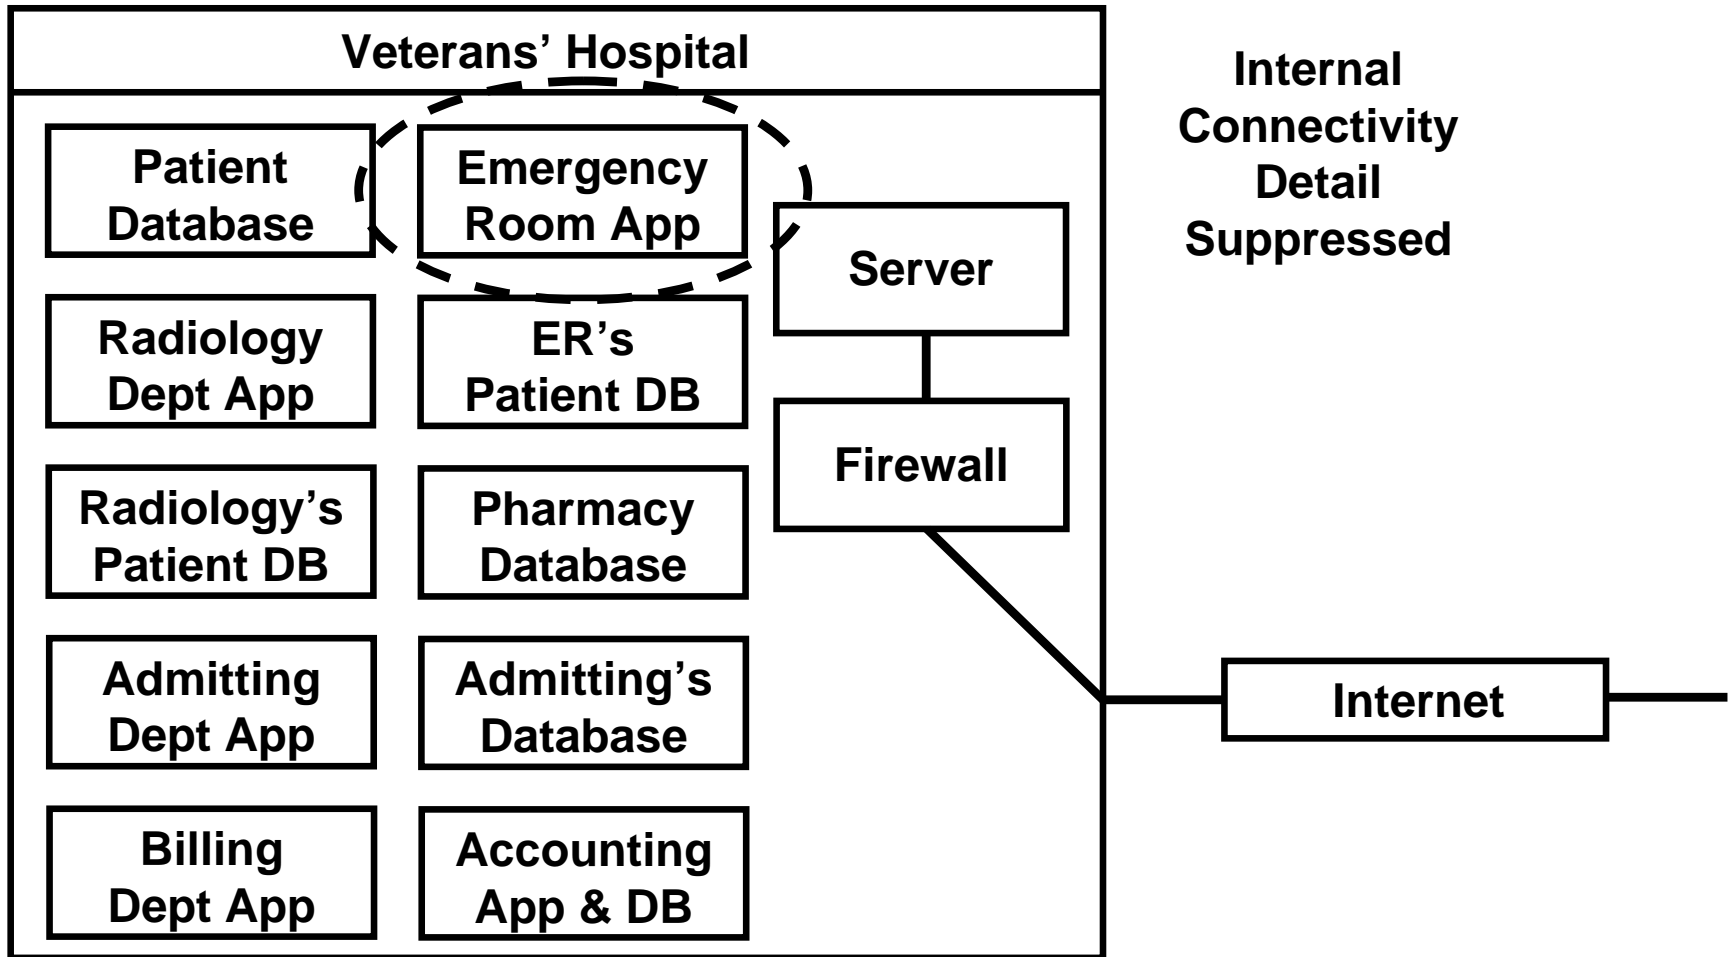 Veterans’ Hospital
Internal
Connectivity
Detail
Suppressed
Patient
Database
Emergency
Room App
Server
Radiology
Dept App
ER’s
Patient DB
Firewall
Radiology’s
Patient DB
Pharmacy
Database
Admitting
Dept App
Admitting’s
Database
Internet
Billing
Dept App
Accounting
App & DB